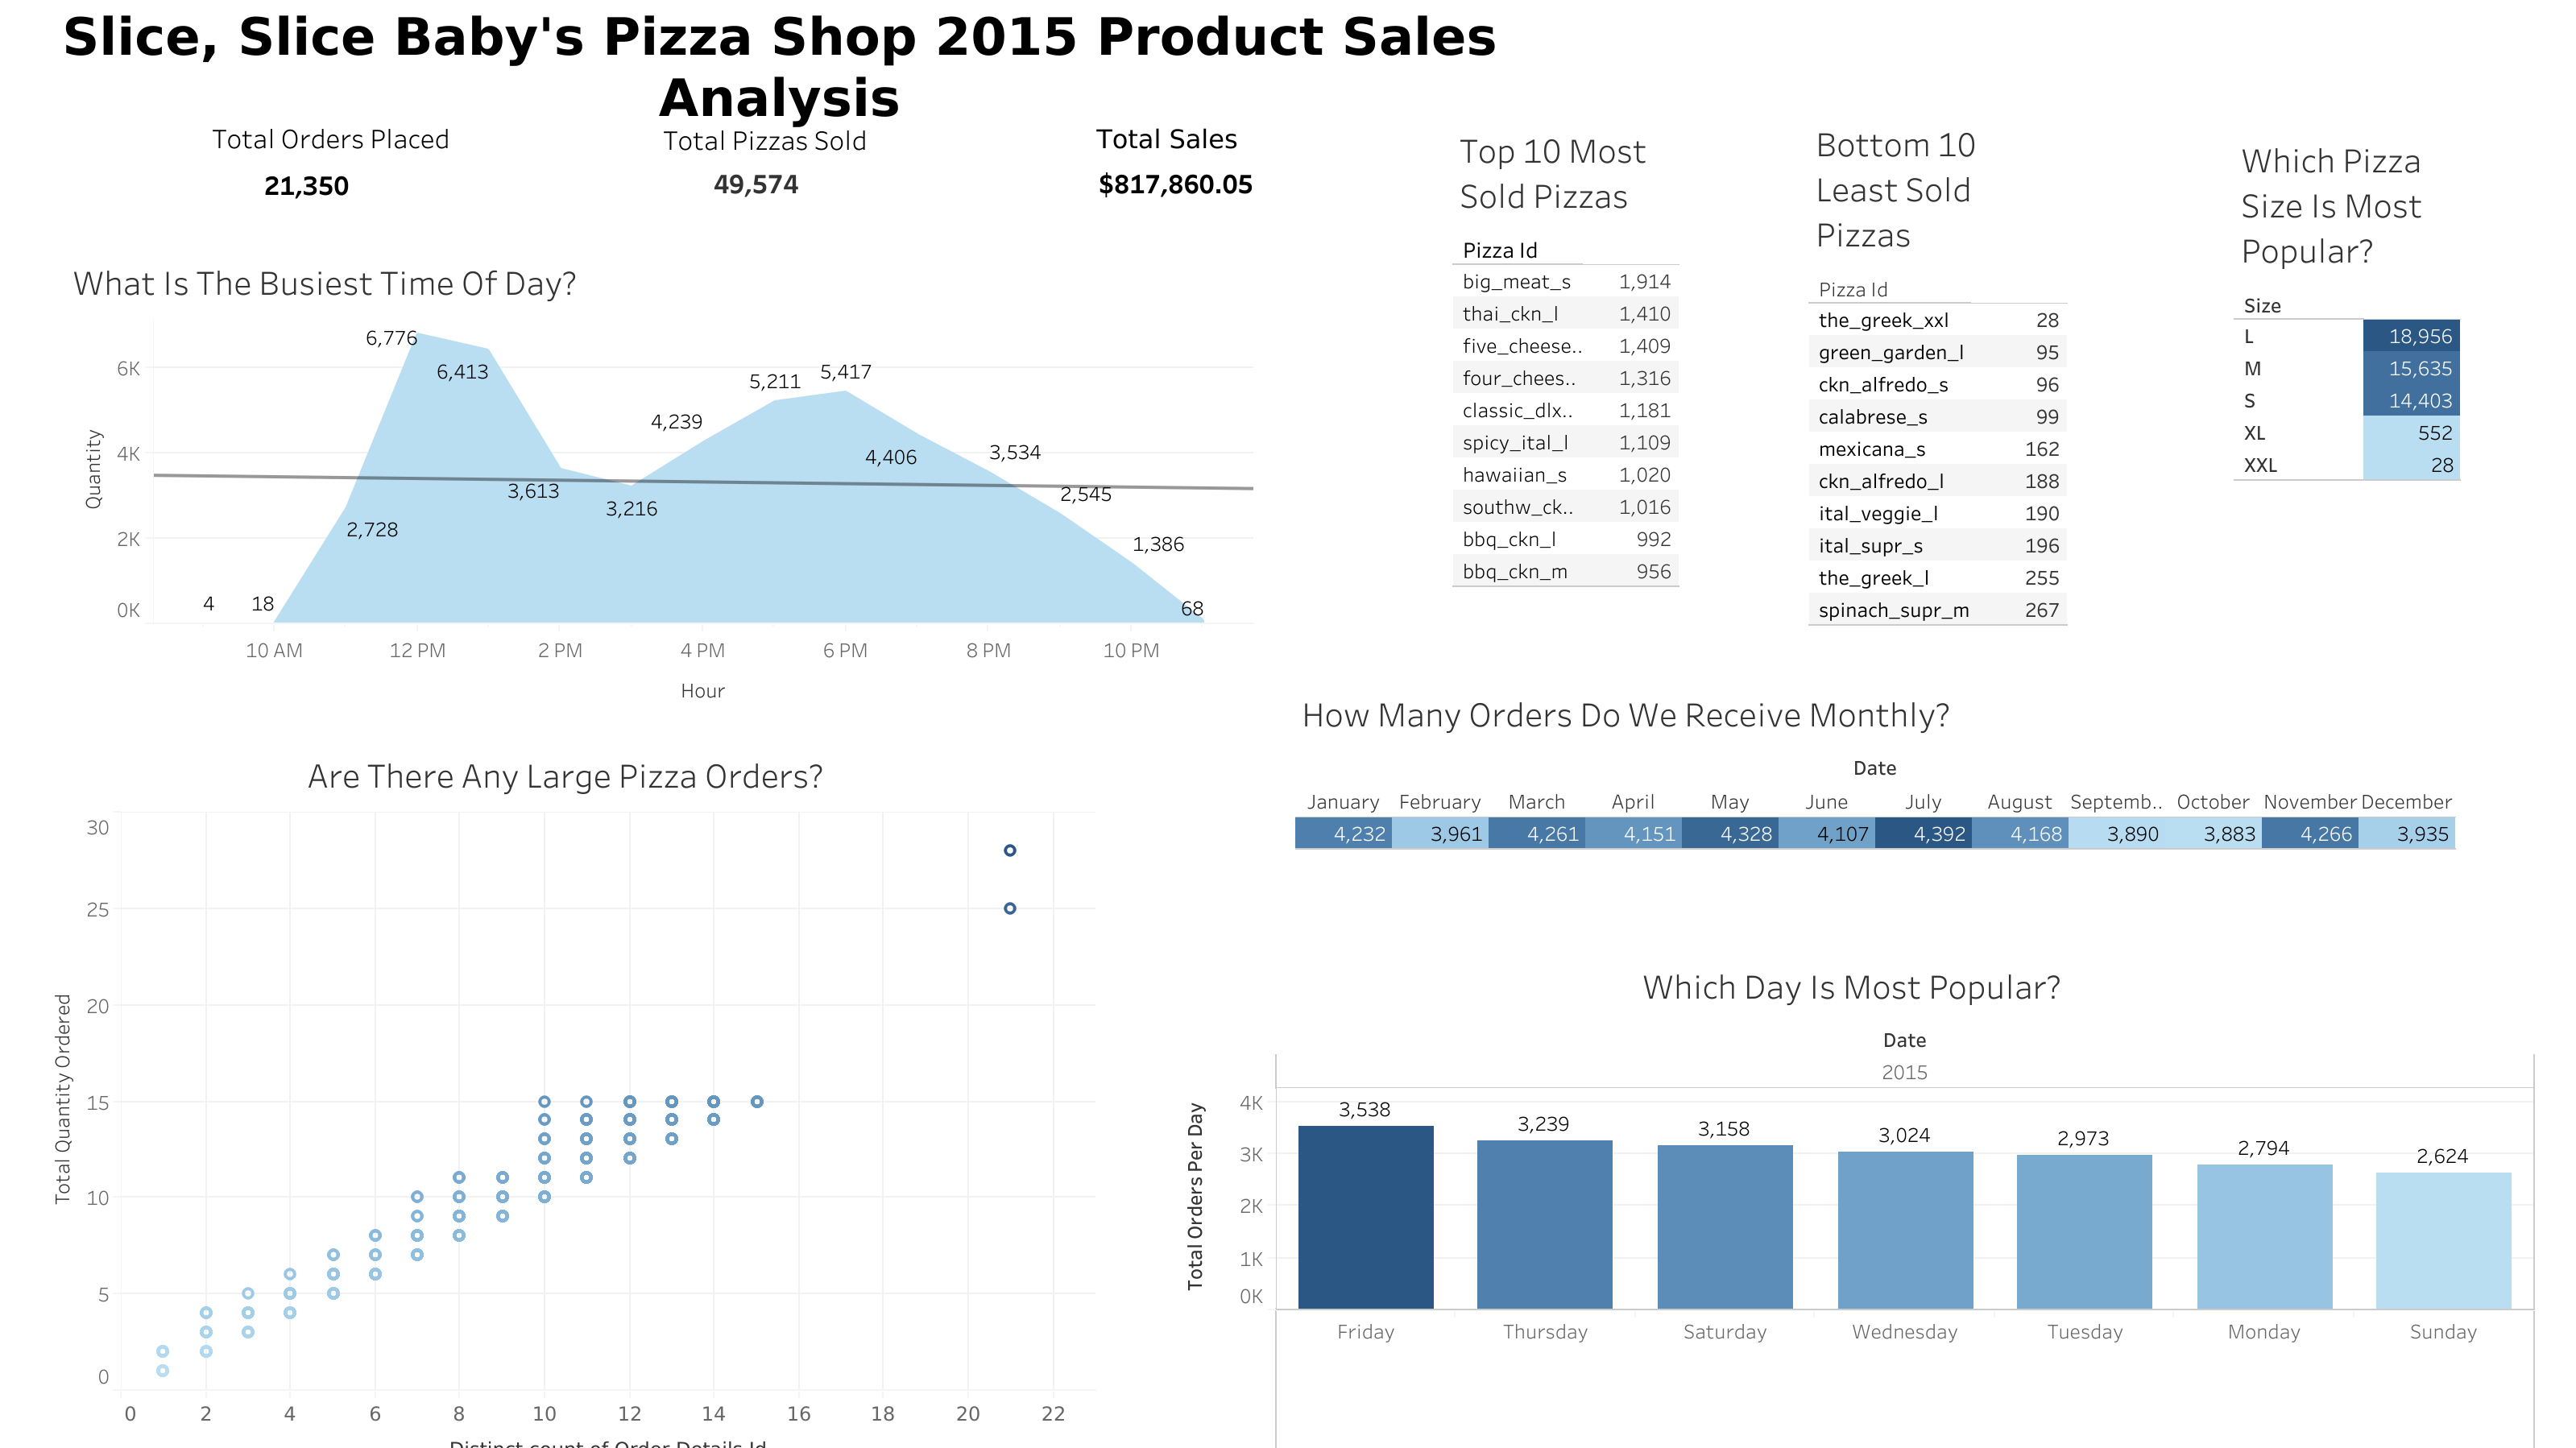 Slice, Slice Baby's Pizza Shop 2015 Product Sales
Analysis
Total Orders Placed
21,350
Total Pizzas Sold
49,574
Total Sales
$817,860.05
What Is The Busiest Time Of Day?
Quantity
6K
4K
2K
0K
4
18
2,728
6,776
6,413
3,613
3,216
4,239
5,211
5,417
4,406
3,534
2,545
1,386
68
10 AM 12 PM 2 PM 4 PM 6 PM 8 PM 10 PM
Hour
Top 10 Most
Sold Pizzas
Pizza Id
big_meat_s 1,914
thai_ckn_l 1,410
five_cheese.. 1,409
four_chees.. 1,316
classic_dlx.. 1,181
spicy_ital_l 1,109
hawaiian_s 1,020
southw_ck.. 1,016
bbq_ckn_l 992
bbq_ckn_m 956
Bottom 10
Least Sold
Pizzas
Pizza Id
the_greek_xxl 28
green_garden_l 95
ckn_alfredo_s 96
calabrese_s 99
mexicana_s 162
ckn_alfredo_l 188
ital_veggie_l 190
ital_supr_s 196
the_greek_l 255
spinach_supr_m 267
Which Pizza
Size Is Most
Popular?
Size
L 18,956
M 15,635
S 14,403
XL 552
XXL 28
Are There Any Large Pizza Orders?
Total Quantity Ordered
30
25
20
15
10
5
0
0 2 4 6 8 10 12 14 16 18 20 22
Distinct count of Order Details Id
How Many Orders Do We Receive Monthly?
Date
January February March April May June July August Septemb.. October November December
4,232 3,961 4,261 4,151 4,328 4,107 4,392 4,168 3,890 3,883 4,266 3,935
Which Day Is Most Popular?
Date
2015
Total Orders Per Day
4K
3K
2K
1K
0K
3,538 3,239 3,158 3,024 2,973 2,794 2,624
Friday Thursday Saturday Wednesday Tuesday Monday Sunday